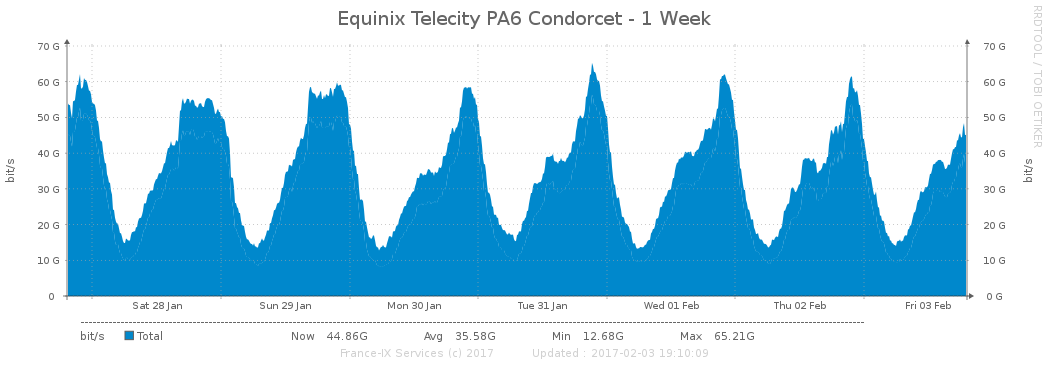 Equinix Telecity PA6 Condorcet - 1 Week
RRDTOOL / TOBI OETIKER
bit/s
70 G
60 G
50 G
40 G
30 G
20 G
10 G
0
70 G
60 G
50 G
40 G
30 G
20 G
10 G
0 G
bit/s
Sat 28 Jan Sun 29 Jan Mon 30 Jan Tue 31 Jan Wed 01 Feb Thu 02 Feb Fri 03 Feb
bit/s Total Now 44.86G Avg 35.58G Min 12.68G Max 65.21G
France-IX Services (c) 2017 Updated : 2017-02-03 19:10:09